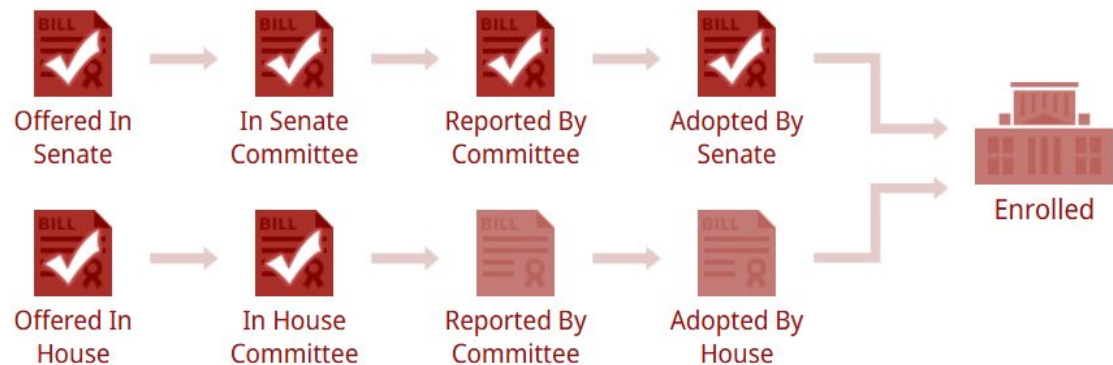 BILL
BILL
BILL
BILL
Offered In
Senate
In Senate
Committee
Reported By
Committee
Adopted By
Senate
Enrolled
BILL
BILL
BILL
BILL
Offered In
House
In House
Committee
Reported By
Committee
Adopted By
House